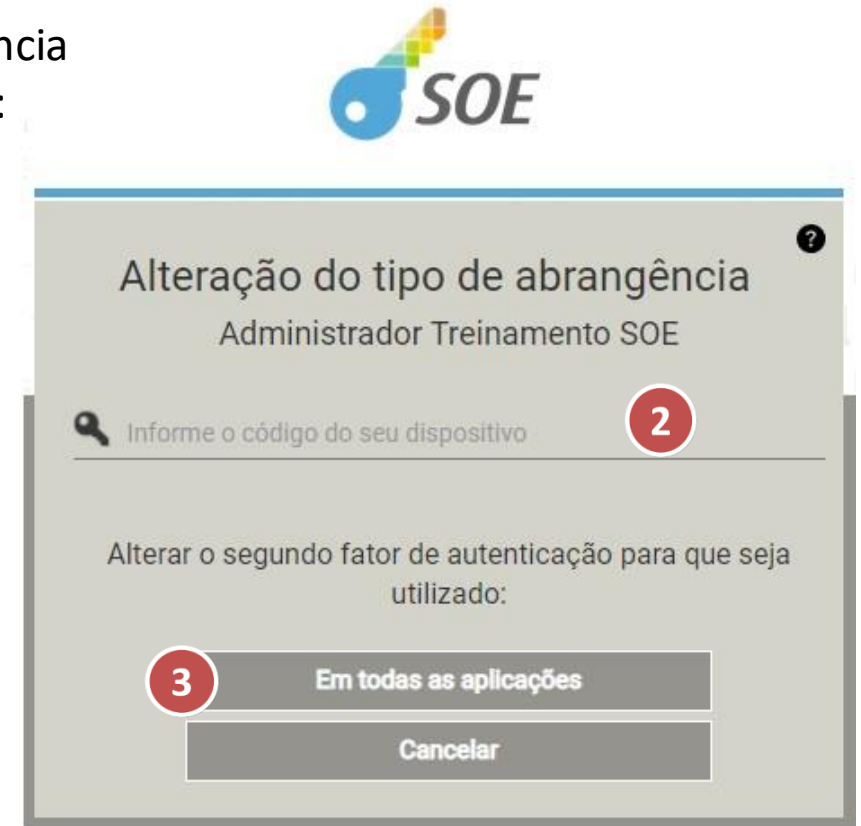 ncia
:
SOE
?
Alteração do tipo de abrangência
Administrador Treinamento SOE
Informe o código do seu dispositivo
2
Alterar o segundo fator de autenticação para que seja
utilizado:
3
Em todas as aplicações
Cancelar